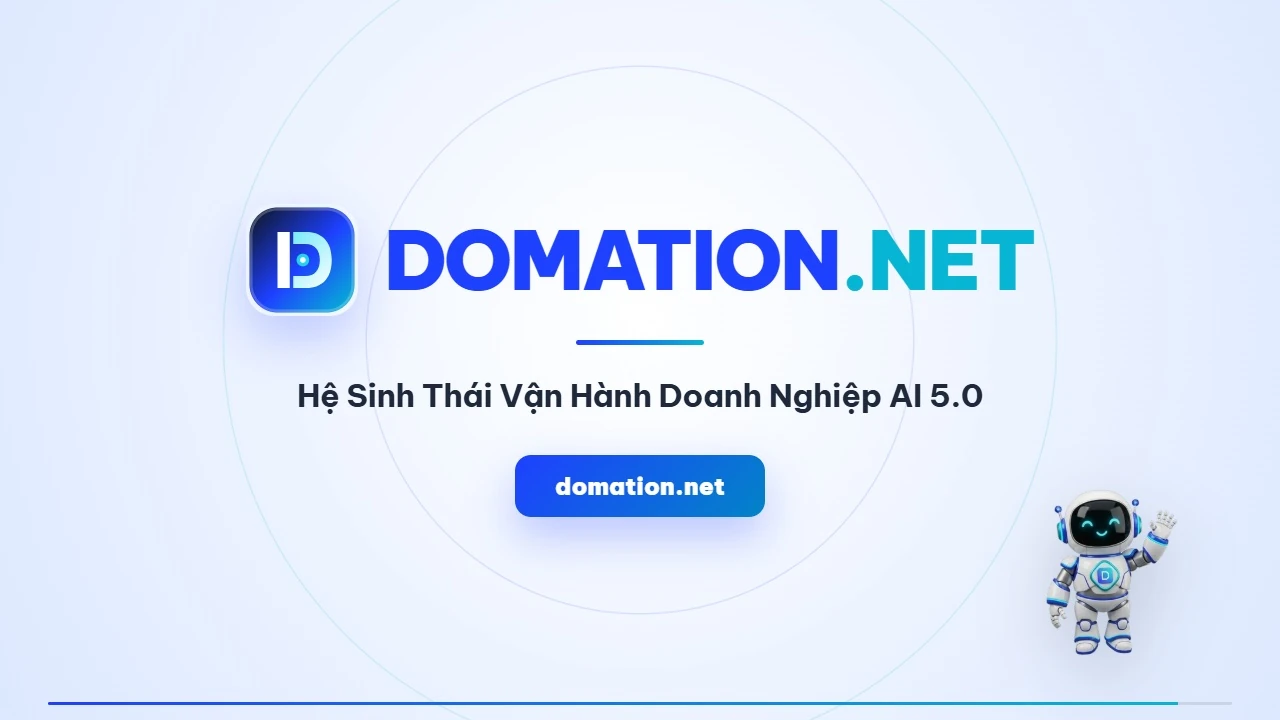 DOMATION.NET
Hệ Sinh Thái Vận Hành Doanh Nghiệp AI 5.0
domation.net